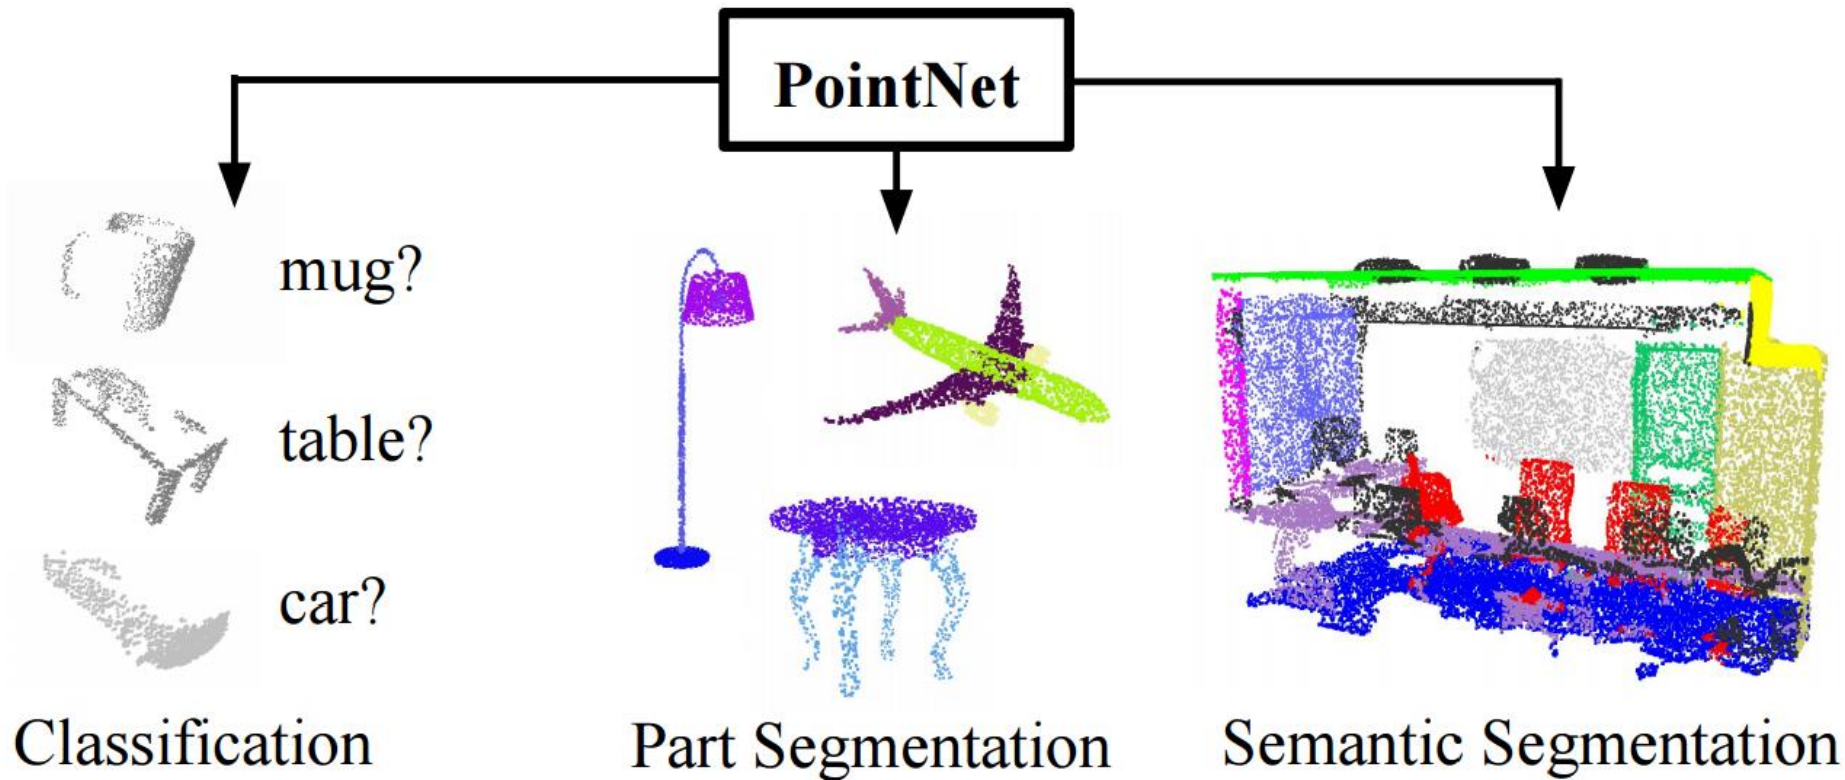 PointNet
mug?
table?
car?
Classification
Part Segmentation
Semantic Segmentation